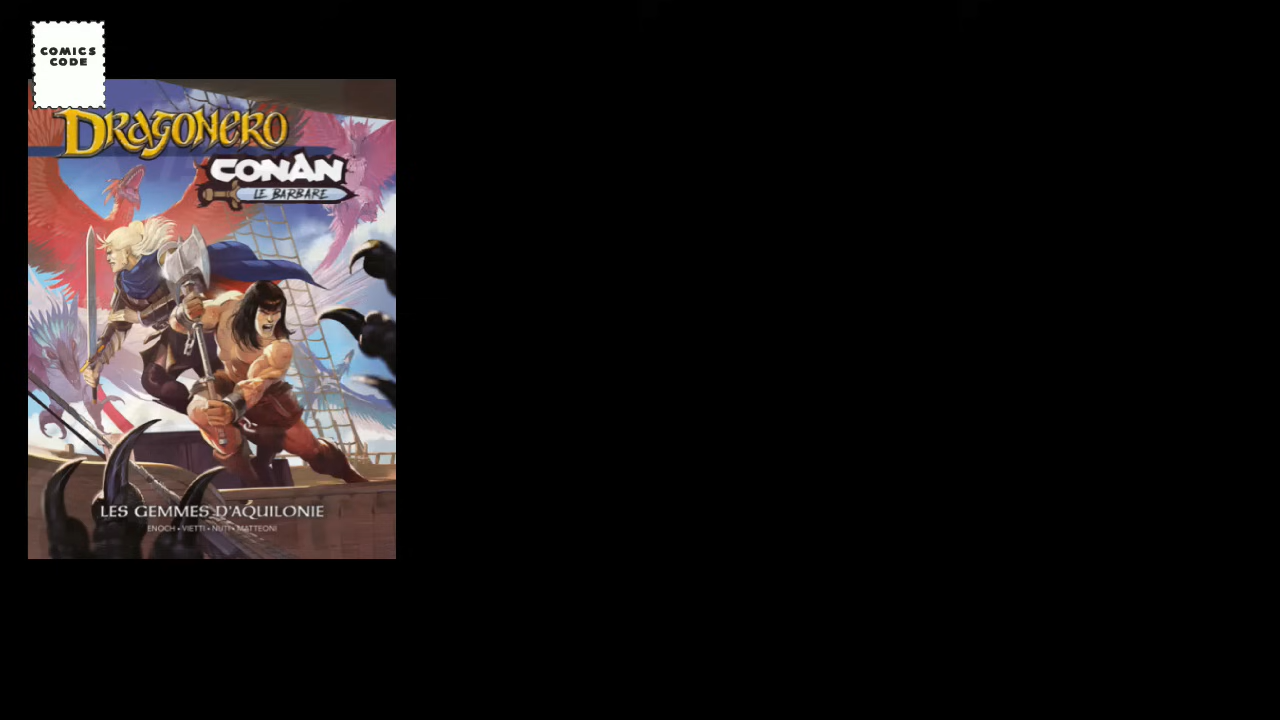 COMICS
CODE
DRAGONERO
CONAN
LE BARBARE
LES GEMMES D'AQUILONIE
ENOCH • VIETTI • NUTI • MATTEONI